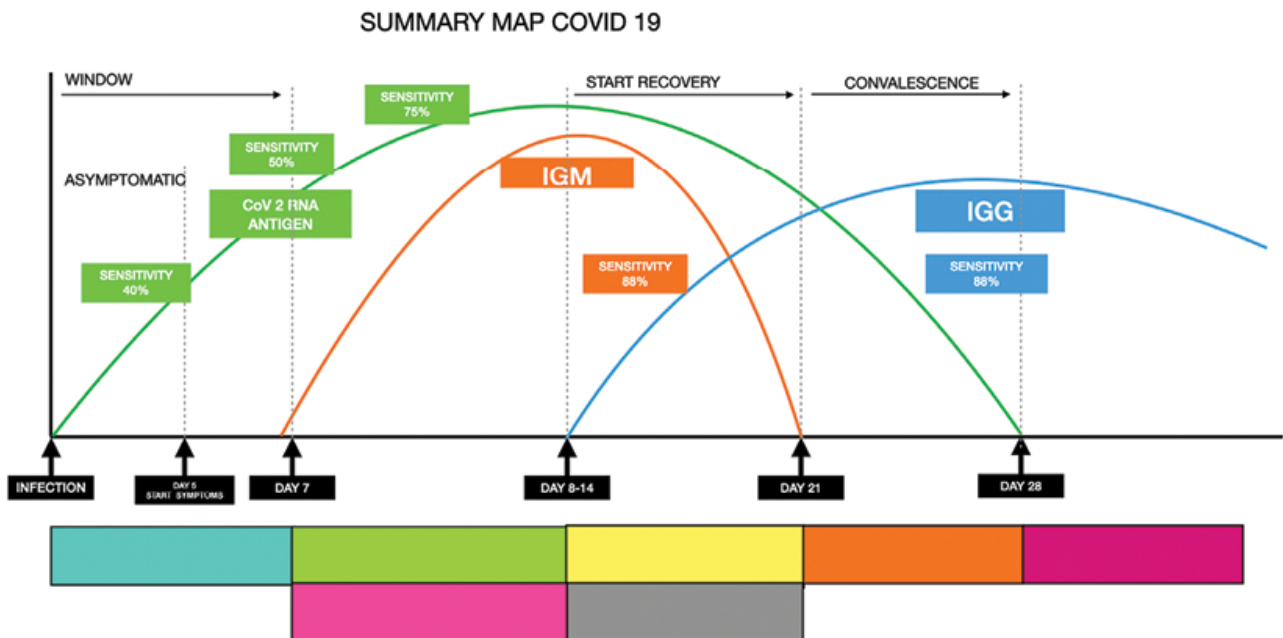 SUMMARY MAP COVID 19
WINDOW
START RECOVERY
CONVALESCENCE
SENSITIVITY
75%
SENSITIVITY
50%
ASYMPTOMATIC
IGM
CoV 2 RNA
ANTIGEN
IGG
SENSITIVITY
40%
SENSITIVITY
88%
SENSITIVITY
88%
INFECTION
DAY 5
START SYMPTOMS
DAY 7
DAY 8-14
DAY 21
DAY 28